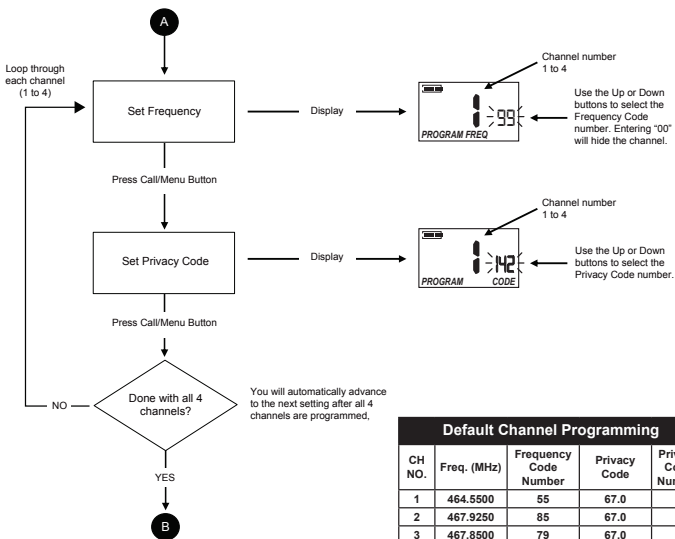 A
Loop through
each channel
(1 to 4)
Set Frequency
Display
Channel number
1 to 4
1 99
PROGRAM FREQ
Use the Up or Down
buttons to select the
Frequency Code
number. Entering “00”
will hide the channel.
Press Call/Menu Button
Set Privacy Code
Display
Channel number
1 to 4
1 142
PROGRAM CODE
Use the Up or Down
buttons to select the
Privacy Code number.
Press Call/Menu Button
Done with all 4
channels?
NO
You will automatically advance
to the next setting after all 4
channels are programmed,
YES
B
Default Channel Programming
CH
NO.
Freq. (MHz)
Frequency
Code
Number
Privacy
Code
1 464.5500 55 67.0
2 467.9250 85 67.0
3 467.8500 79 67.0